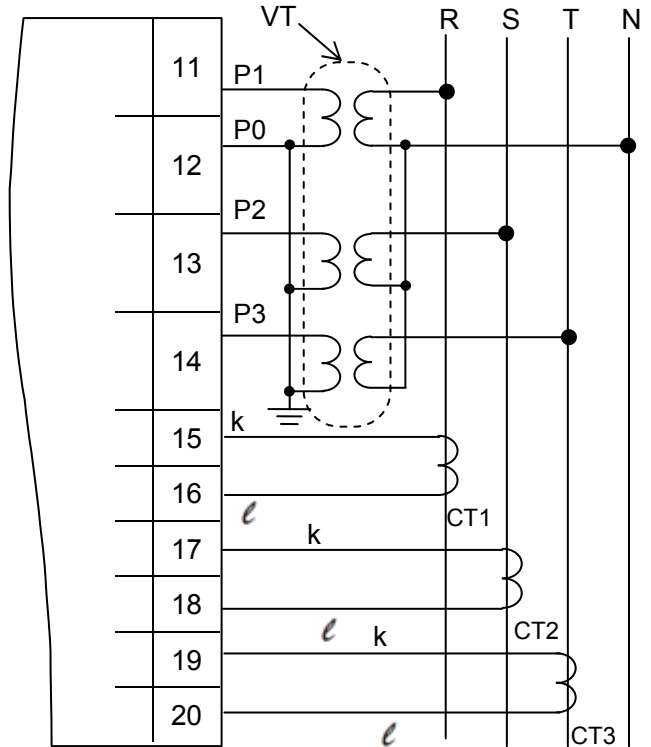 VT R S T N
11 P1
P0
12
P2
13
P3
14
15 k
16 ℓ CT1
17 k
18 ℓ CT2
19 k
20 ℓ CT3